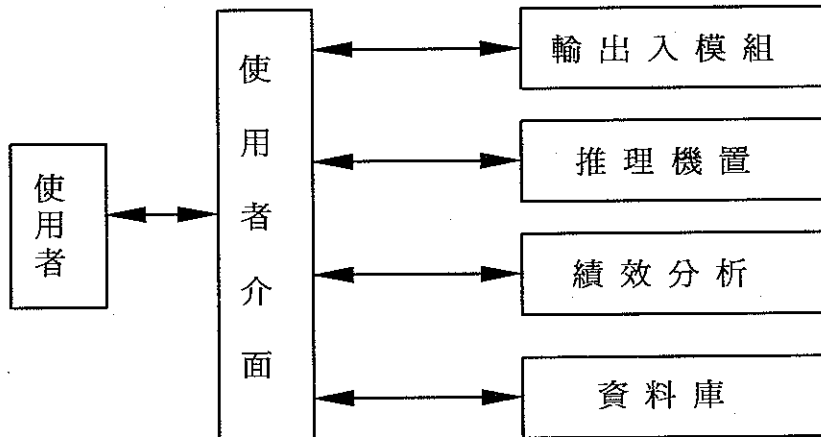 使用者
使用者介面
輸出入模組
推理機置
績效分析
資料庫